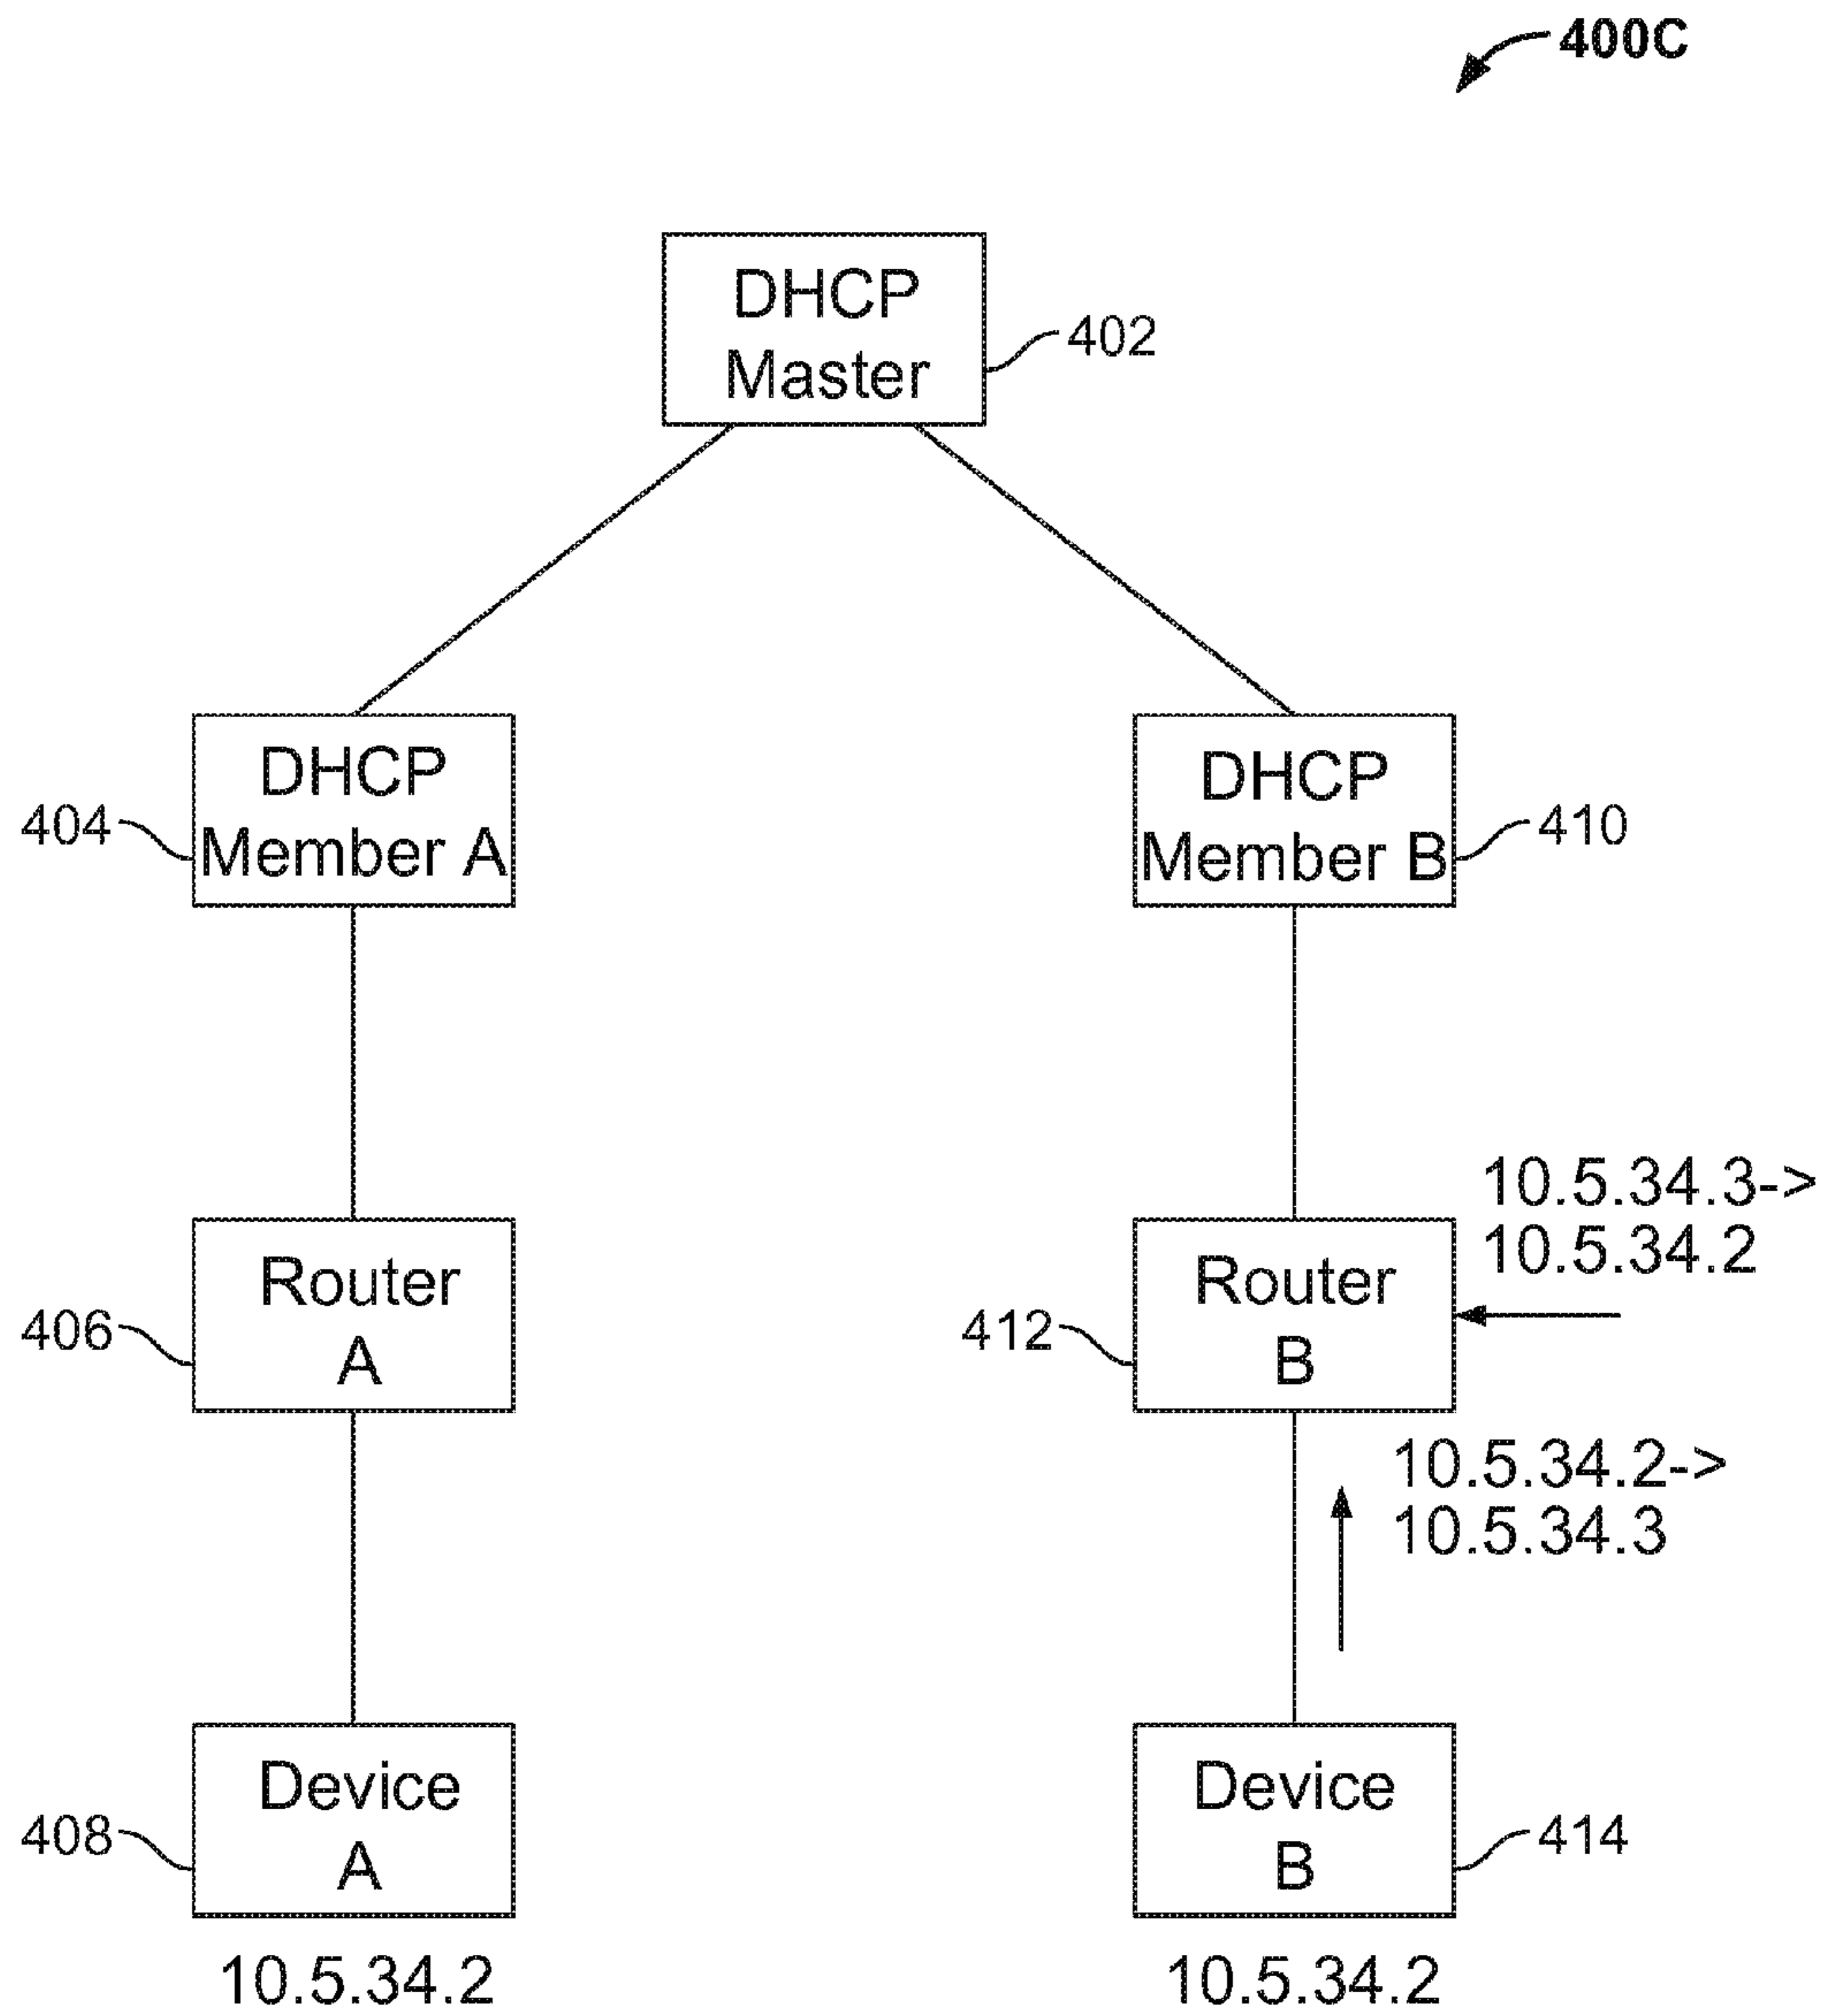 400C
DHCP
Master
402
DHCP
Member A
404
DHCP
Member B
410
10.5.34.3->
10.5.34.2
Router
A
406
Router
B
412
10.5.34.2->
10.5.34.3
Device
A
408
Device
B
414
10.5.34.2
10.5.34.2